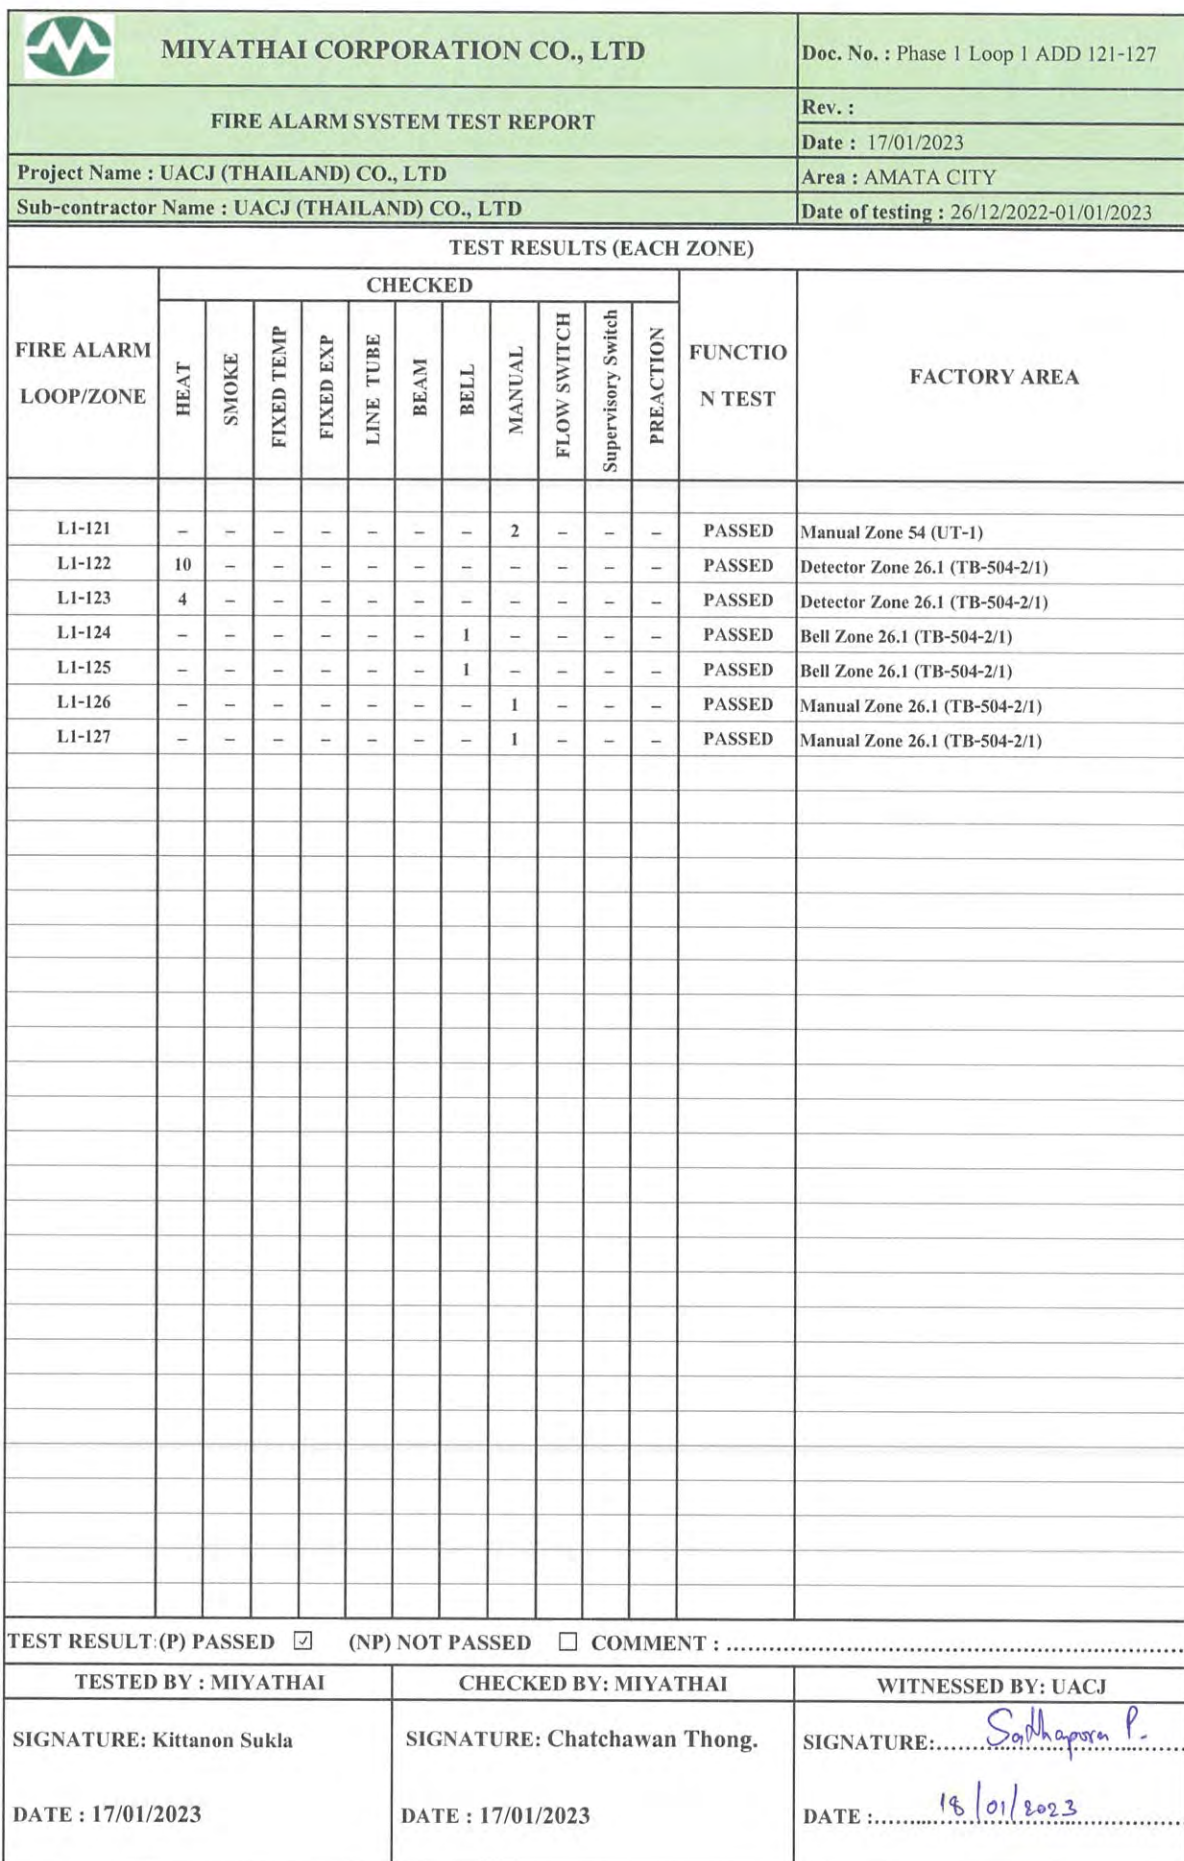 MIYATHAI CORPORATION CO., LTD
Doc. No. : Phase 1 Loop 1 ADD 121-127
FIRE ALARM SYSTEM TEST REPORT
Rev. :
Date : 17/01/2023
Project Name : UACJ (THAILAND) CO., LTD
Area : AMATA CITY
Sub-contractor Name : UACJ (THAILAND) CO., LTD
Date of testing : 26/12/2022-01/01/2023
TEST RESULTS (EACH ZONE)
FIRE ALARM
LOOP/ZONE
CHECKED
HEAT
SMOKE
FIXED TEMP
FIXED EXP
LINE TUBE
BEAM
BELL
MANUAL
FLOW SWITCH
Supervisory Switch
PREACTION
FUNCTIO
N TEST
FACTORY AREA
L1-121 – – – – – – – 2 – – – PASSED Manual Zone 54 (UT-1)
L1-122 10 – – – – – – – – – – PASSED Detector Zone 26.1 (TB-504-2/1)
L1-123 4 – – – – – – – – – – PASSED Detector Zone 26.1 (TB-504-2/1)
L1-124 – – – – – – 1 – – – – PASSED Bell Zone 26.1 (TB-504-2/1)
L1-125 – – – – – – 1 – – – – PASSED Bell Zone 26.1 (TB-504-2/1)
L1-126 – – – – – – – 1 – – – PASSED Manual Zone 26.1 (TB-504-2/1)
L1-127 – – – – – – – 1 – – – PASSED Manual Zone 26.1 (TB-504-2/1)
TEST RESULT:(P) PASSED ☑ (NP) NOT PASSED ☐ COMMENT : ........................................
TESTED BY : MIYATHAI
CHECKED BY: MIYATHAI
WITNESSED BY: UACJ
SIGNATURE: Kittanon Sukla
SIGNATURE: Chatchawan Thong.
SIGNATURE:
DATE : 17/01/2023
DATE : 17/01/2023
DATE : 18/01/2023